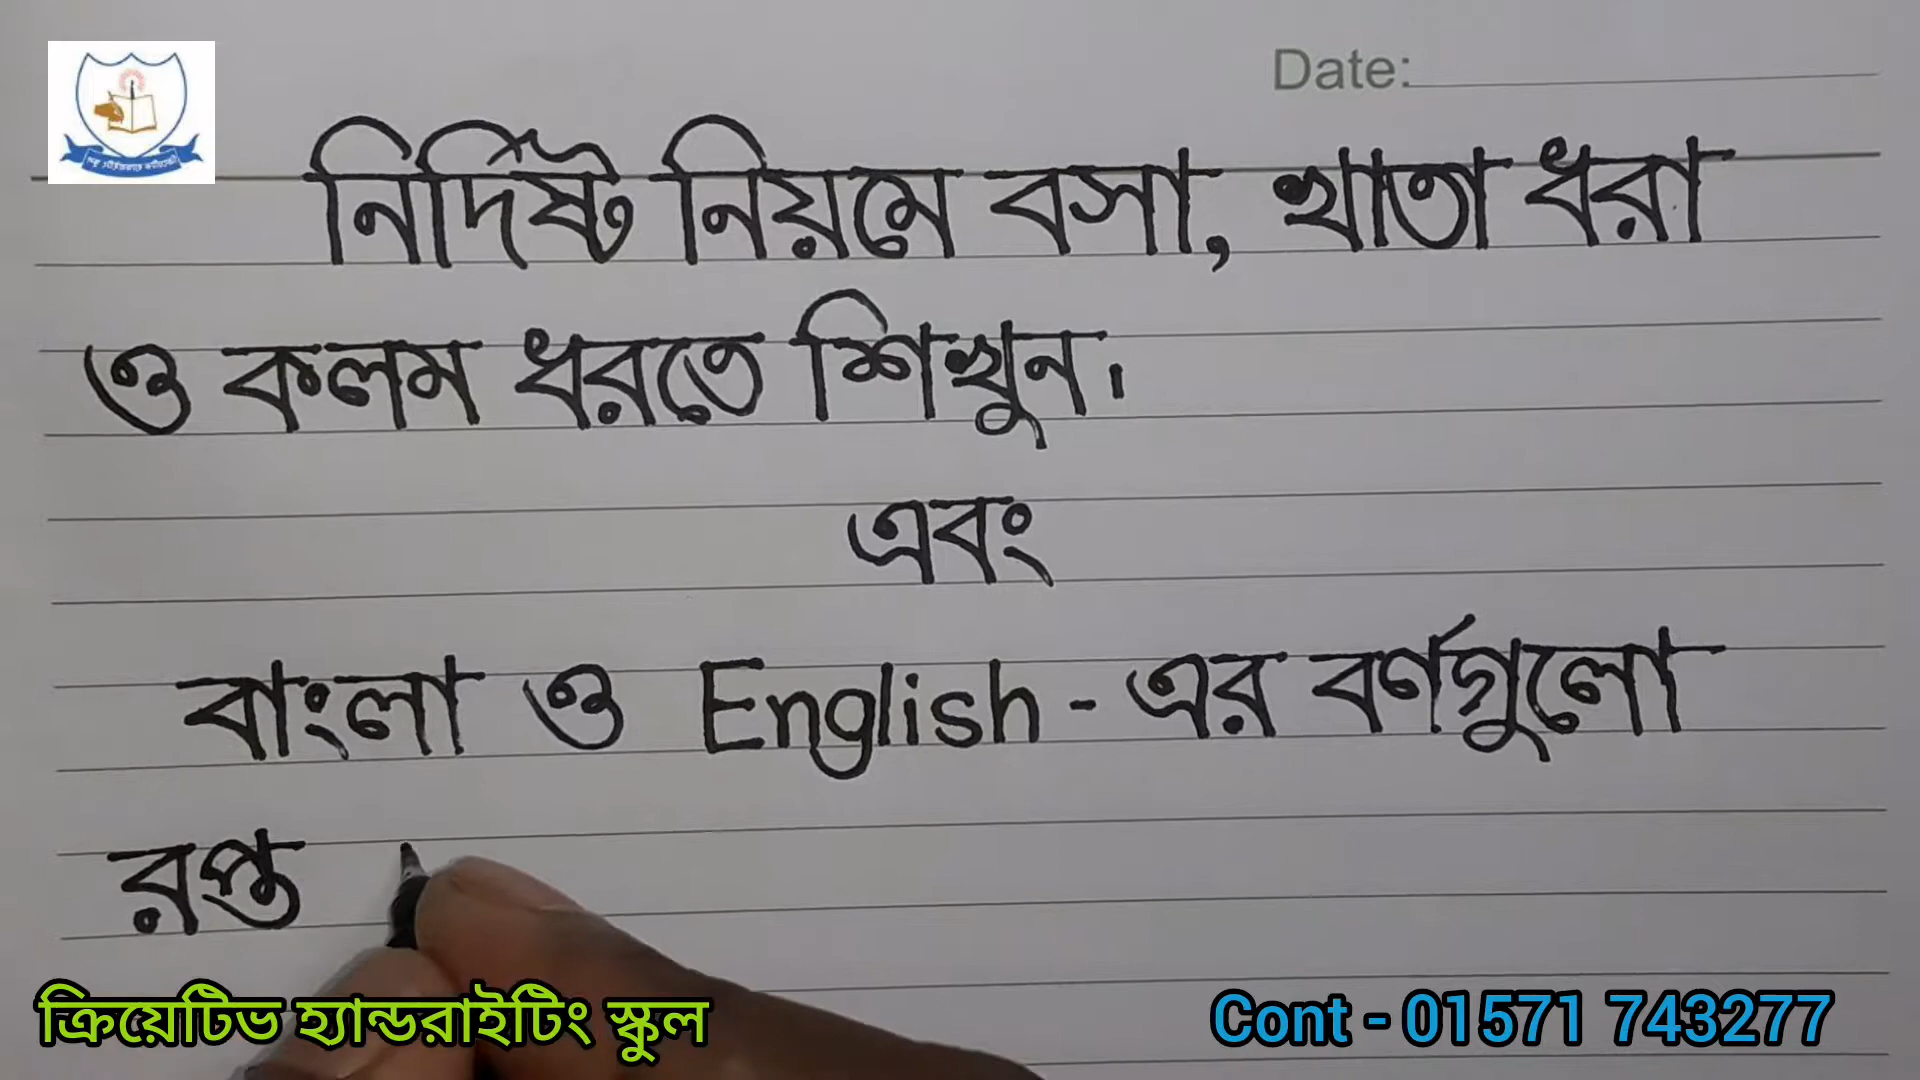 Date:
নির্দিষ্ট নিয়মে বসা, খাতা ধরা
ও কলম ধরতে শিখুন।
এবং
বাংলা ও English - এর বর্ণগুলো
রপ্ত
ক্রিয়েটিভ হ্যান্ডরাইটিং স্কুল
Cont - 01571 743277